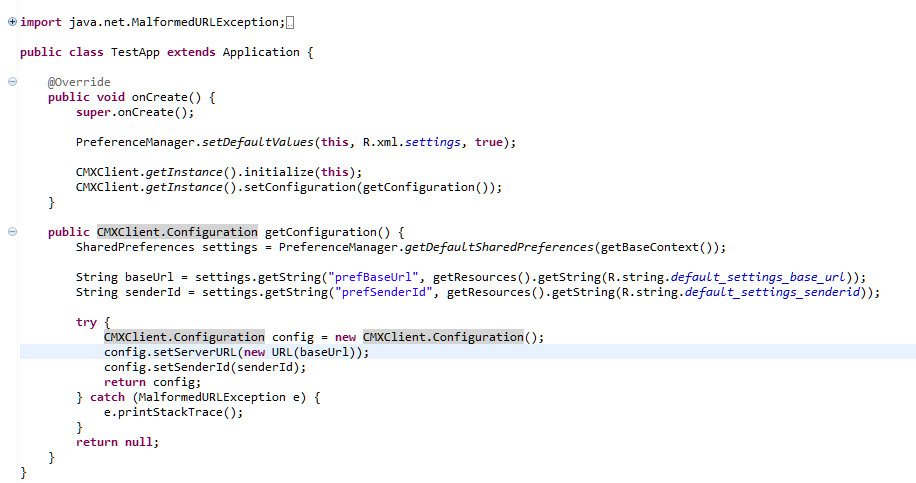 import java.net.MalformedURLException;
public class TestApp extends Application {
@Override
public void onCreate() {
super.onCreate();
PreferenceManager.setDefaultValues(this, R.xml.settings, true);
CMXClient.getInstance().initialize(this);
CMXClient.getInstance().setConfiguration(getConfiguration());
}
public CMXClient.Configuration getConfiguration() {
SharedPreferences settings = PreferenceManager.getDefaultSharedPreferences(getBaseContext());
String baseUrl = settings.getString("prefBaseUrl", getResources().getString(R.string.default_settings_base_url));
String senderId = settings.getString("prefSenderId", getResources().getString(R.string.default_settings_senderid));
try {
CMXClient.Configuration config = new CMXClient.Configuration();
config.setServerURL(new URL(baseUrl));
config.setSenderId(senderId);
return config;
} catch (MalformedURLException e) {
e.printStackTrace();
}
return null;
}
}